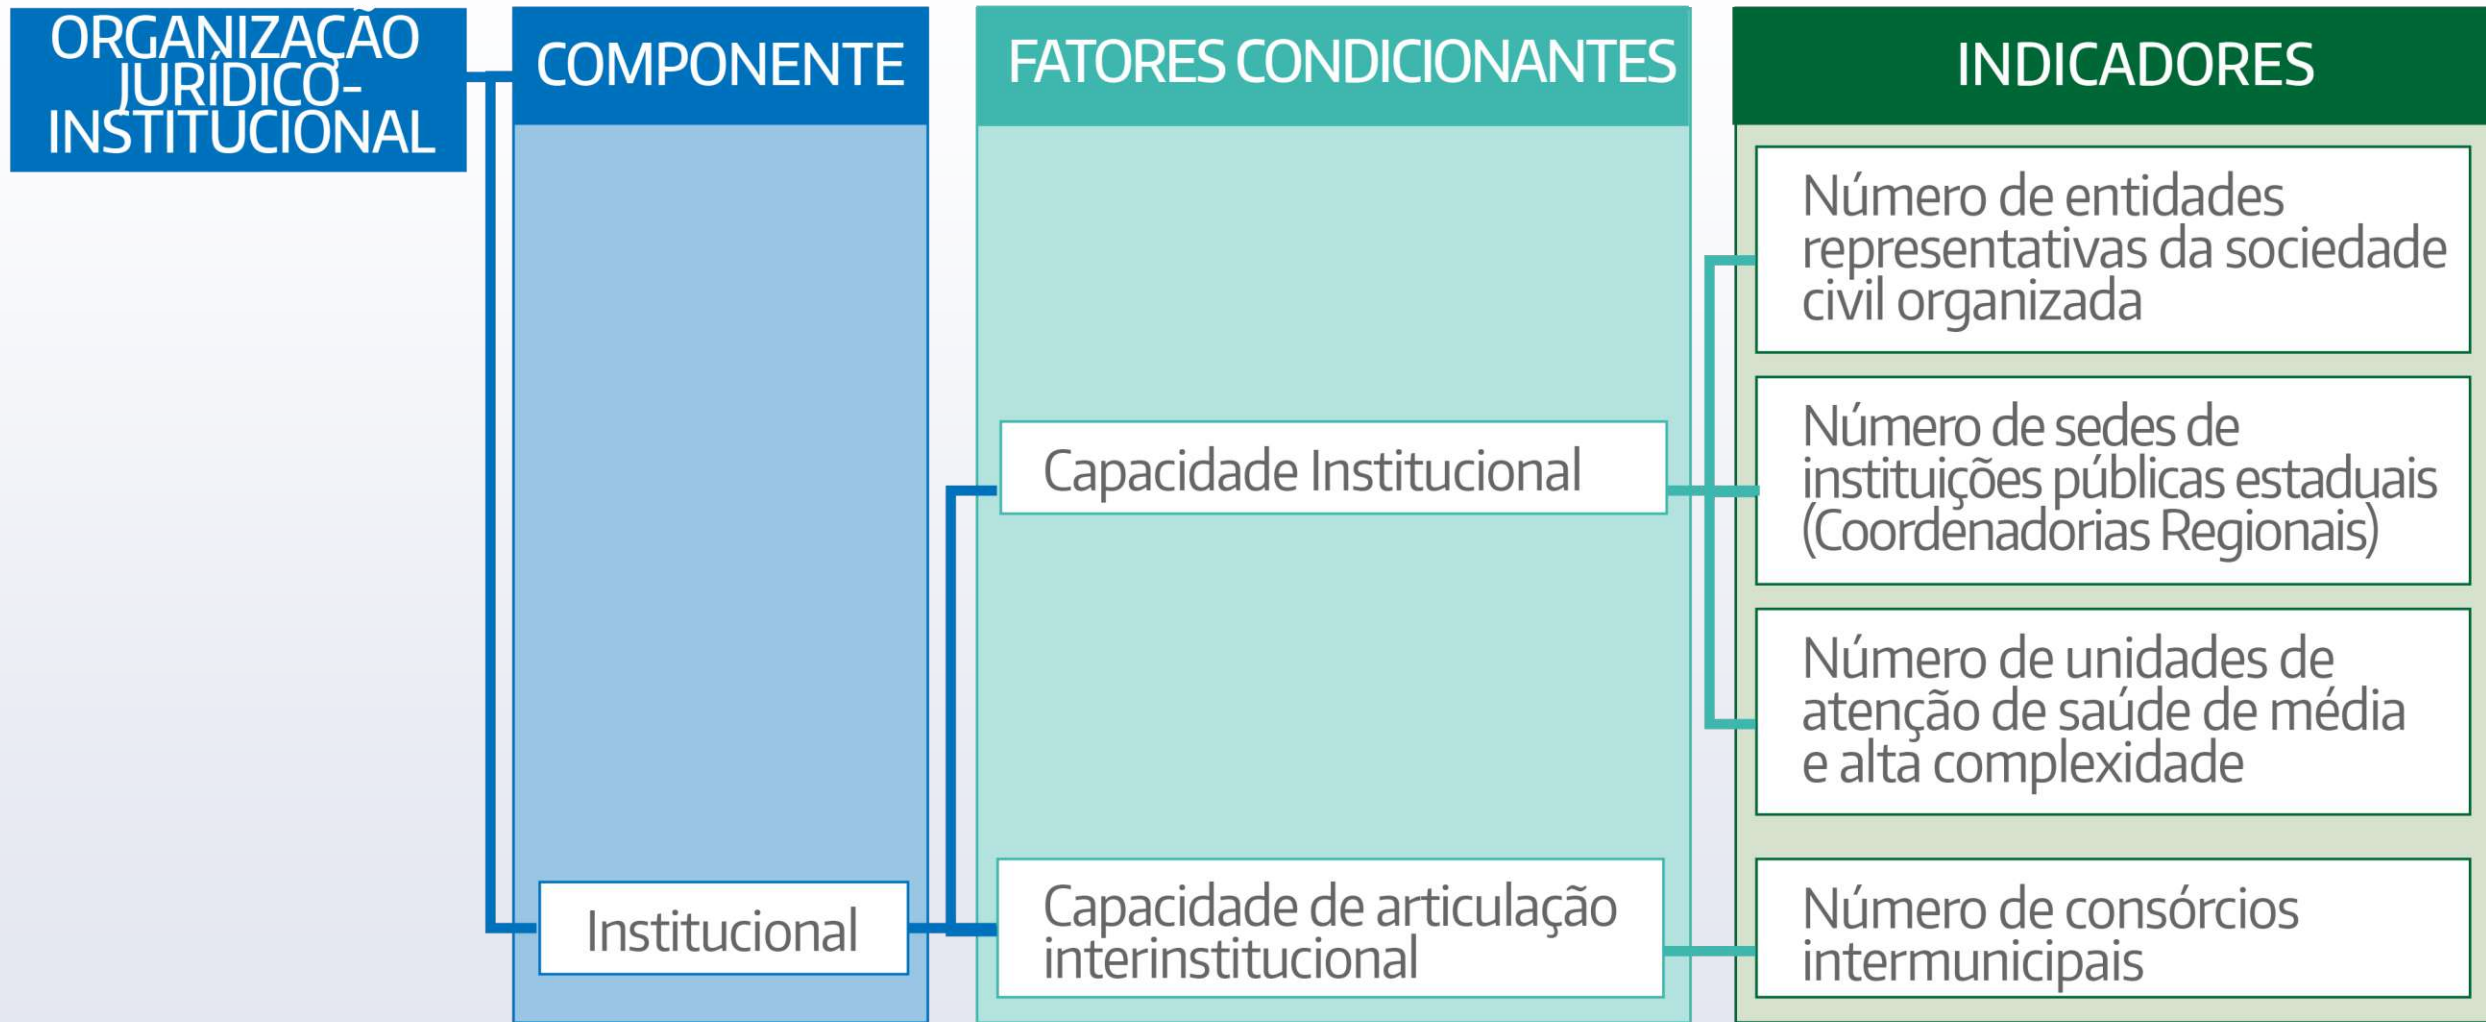 ORGANIZAÇÃO
JURÍDICO-
INSTITUCIONAL
COMPONENTE
FATORES CONDICIONANTES
INDICADORES
Número de entidades
representativas da sociedade
civil organizada
Capacidade Institucional
Número de sedes de
instituições públicas estaduais
(Coordenadorias Regionais)
Número de unidades de
atenção de saúde de média
e alta complexidade
Institucional
Capacidade de articulação
interinstitucional
Número de consórcios
intermunicipais